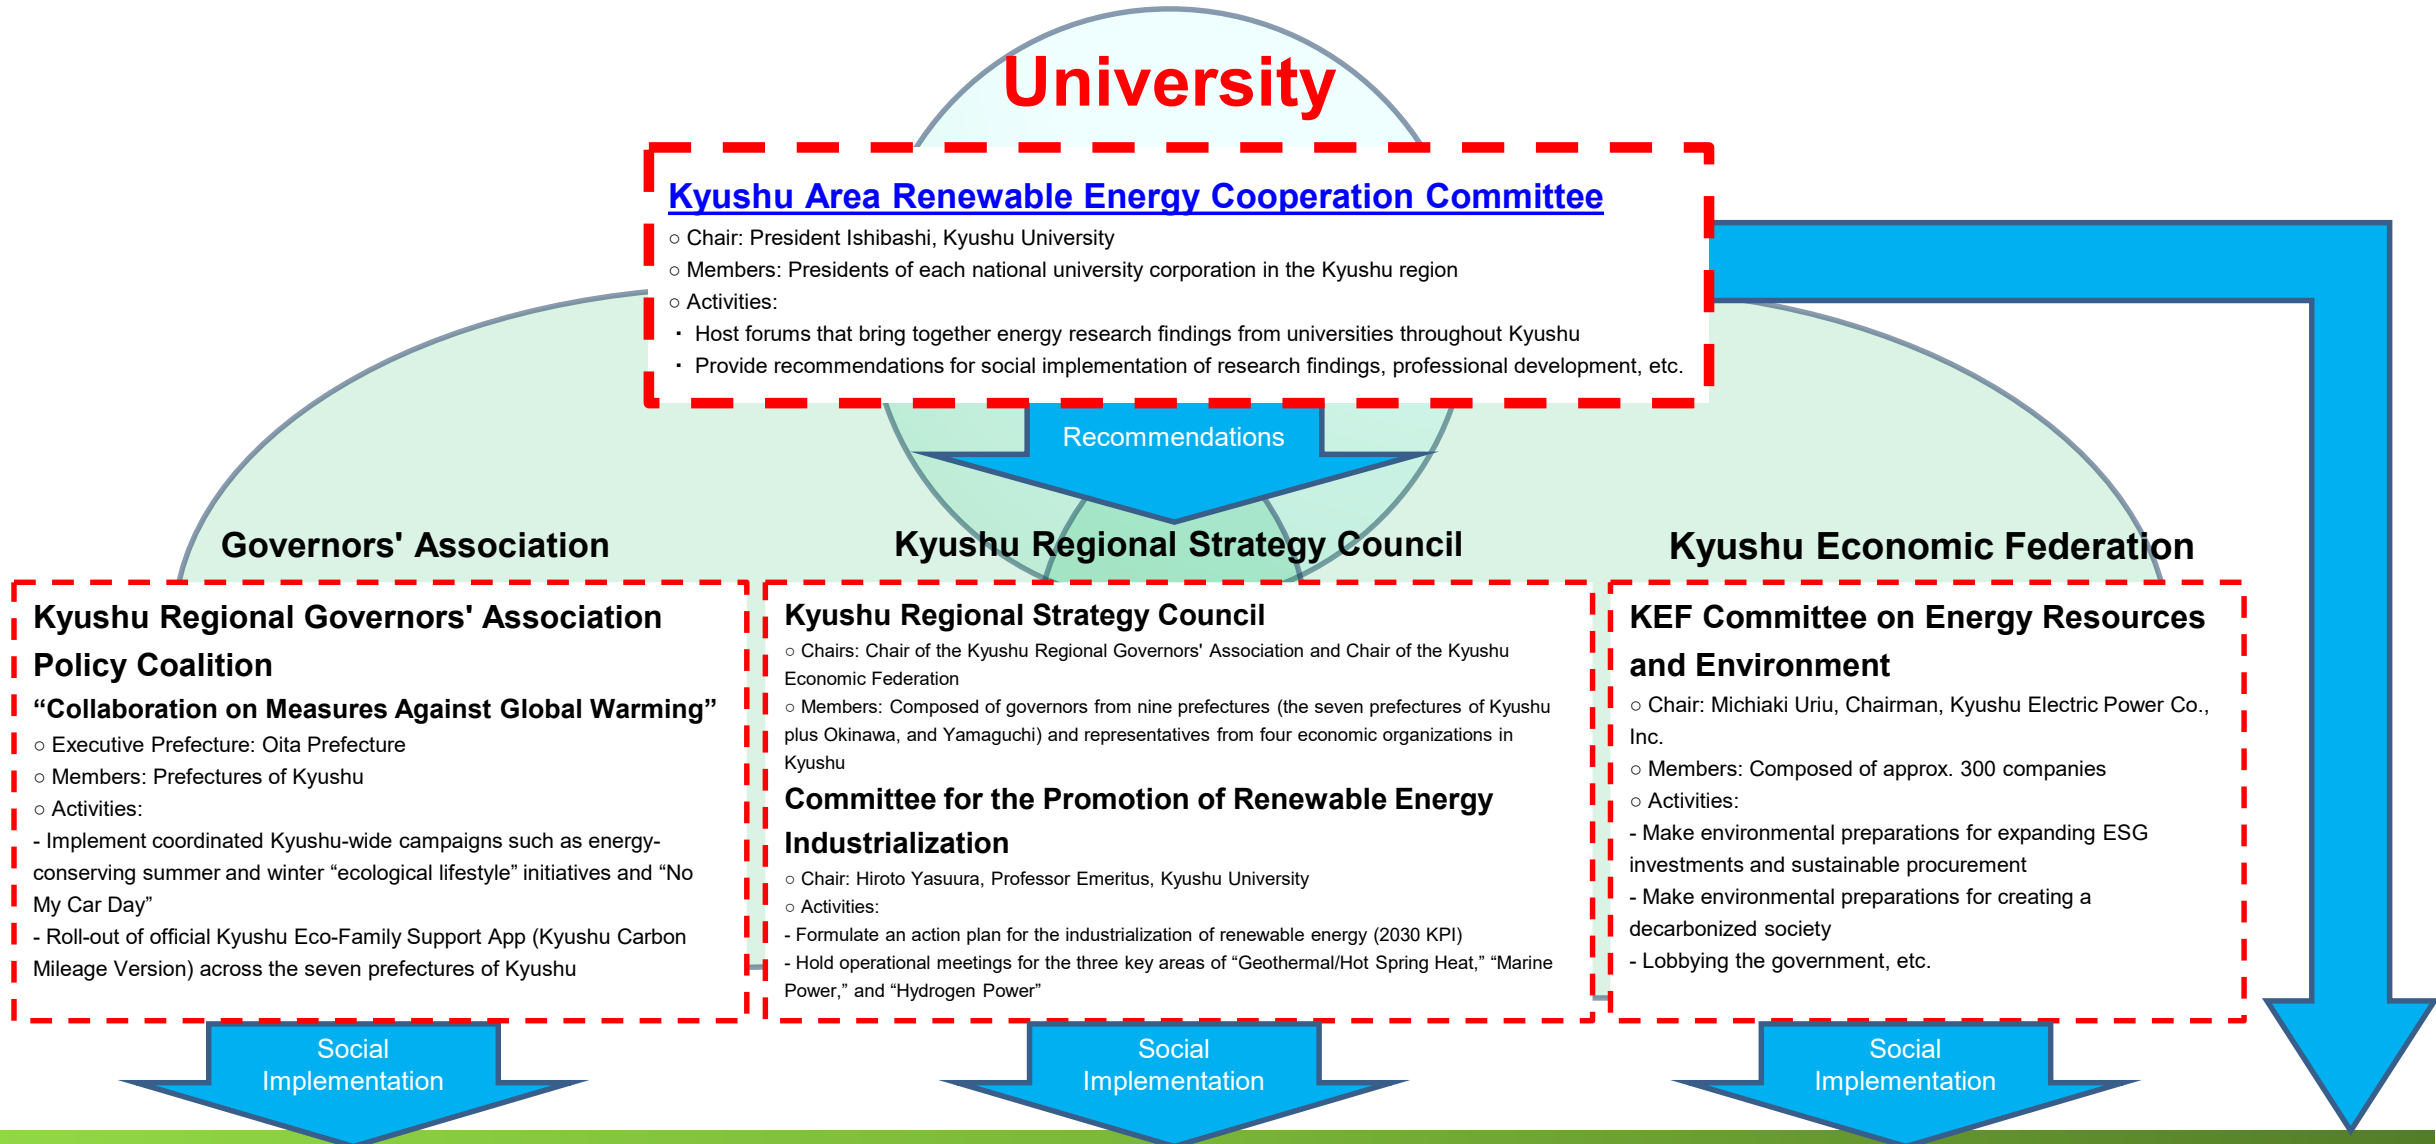 University
Kyushu Area Renewable Energy Cooperation Committee
○ Chair: President Ishibashi, Kyushu University
○ Members: Presidents of each national university corporation in the Kyushu region
○ Activities:
・ Host forums that bring together energy research findings from universities throughout Kyushu
・ Provide recommendations for social implementation of research findings, professional development, etc.
Recommendations
Governors' Association
Kyushu Regional Governors' Association
Policy Coalition
“Collaboration on Measures Against Global Warming”
○ Executive Prefecture: Oita Prefecture
○ Members: Prefectures of Kyushu
○ Activities:
- Implement coordinated Kyushu-wide campaigns such as energy-
conserving summer and winter “ecological lifestyle” initiatives and “No
My Car Day”
- Roll-out of official Kyushu Eco-Family Support App (Kyushu Carbon
Mileage Version) across the seven prefectures of Kyushu
Social
Implementation
Kyushu Regional Strategy Council
Kyushu Regional Strategy Council
○ Chairs: Chair of the Kyushu Regional Governors' Association and Chair of the Kyushu
Economic Federation
○ Members: Composed of governors from nine prefectures (the seven prefectures of Kyushu
plus Okinawa, and Yamaguchi) and representatives from four economic organizations in
Kyushu
Committee for the Promotion of Renewable Energy
Industrialization
○ Chair: Hiroto Yasuura, Professor Emeritus, Kyushu University
○ Activities:
- Formulate an action plan for the industrialization of renewable energy (2030 KPI)
- Hold operational meetings for the three key areas of “Geothermal/Hot Spring Heat,” “Marine
Power,” and “Hydrogen Power”
Social
Implementation
Kyushu Economic Federation
KEF Committee on Energy Resources
and Environment
○ Chair: Michiaki Uriu, Chairman, Kyushu Electric Power Co.,
Inc.
○ Members: Composed of approx. 300 companies
○ Activities:
- Make environmental preparations for expanding ESG
investments and sustainable procurement
- Make environmental preparations for creating a
decarbonized society
- Lobbying the government, etc.
Social
Implementation